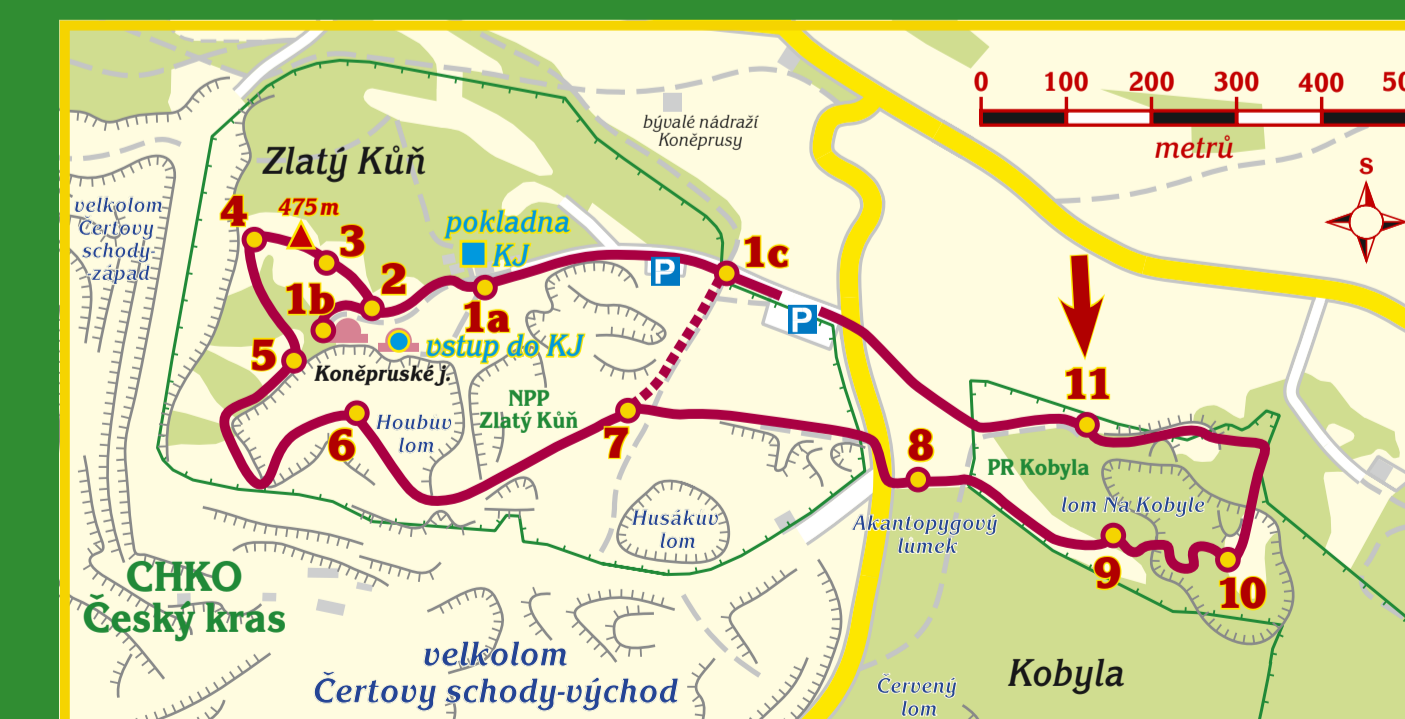 0 100 200 300 400
metrů
S
bývalé nádraží
Koněprusy
Zlatý Kůň
475 m
4
3
2
1b
pokladna
KJ
1a
P
1c
P
vstup do KJ
Koněpruské j.
velkolom
Čertovy
schody-
-západ
5
6
Houbův
lom
NPP
Zlatý Kůň
7
8
11
PR Kobyla
lom Na Kobyle
Akantopygový
lůmek
9
10
Husákův
lom
CHKO
Český kras
velkolom
Čertovy schody-východ
Kobyla
Červený
lom